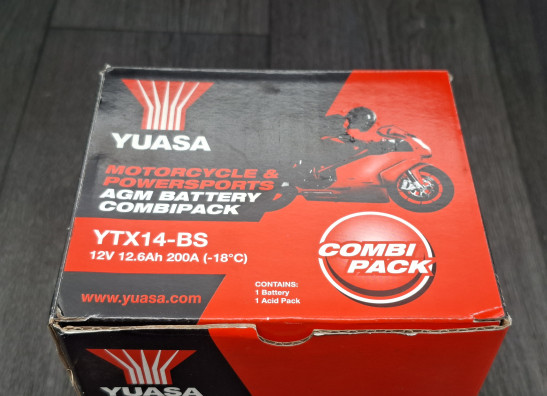 YUASA
MOTORCYCLE &
POWERSPORTS
AGM BATTERY
COMBIPACK
YTX14-BS
12V 12.6Ah 200A (-18°C)
COMBI
PACK
CONTAINS:
1 Battery
1 Acid Pack
www.yuasa.com
YUASA